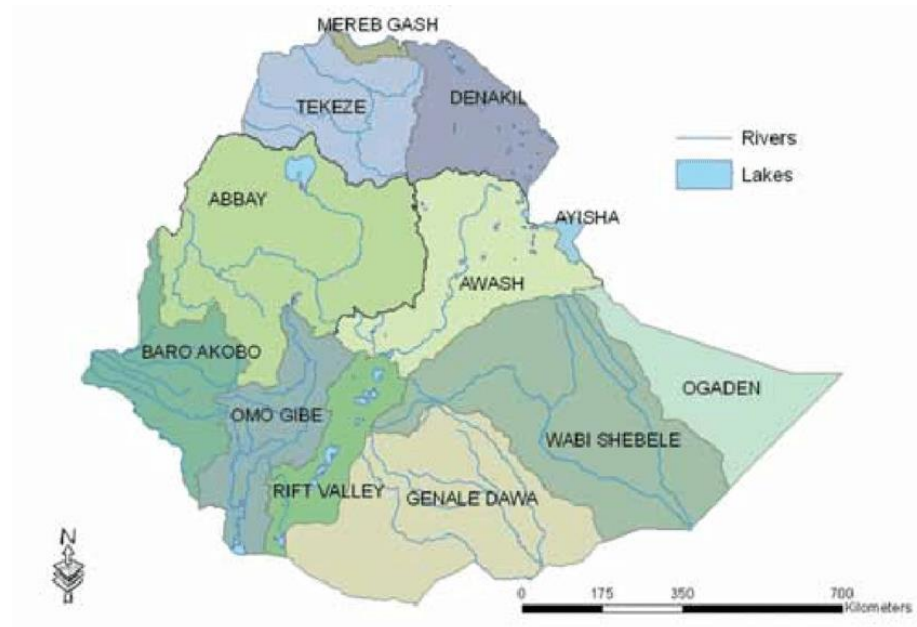 MEREB GASH
TEKEZE
DENAKIL
Rivers
Lakes
ABBAY
AYISHA
AWASH
BARO AKOBO
OGADEN
OMO GIBE
WABI SHEBELE
RIFT VALLEY
GENALE DAWA
N
0 175 350 700
Kilometers